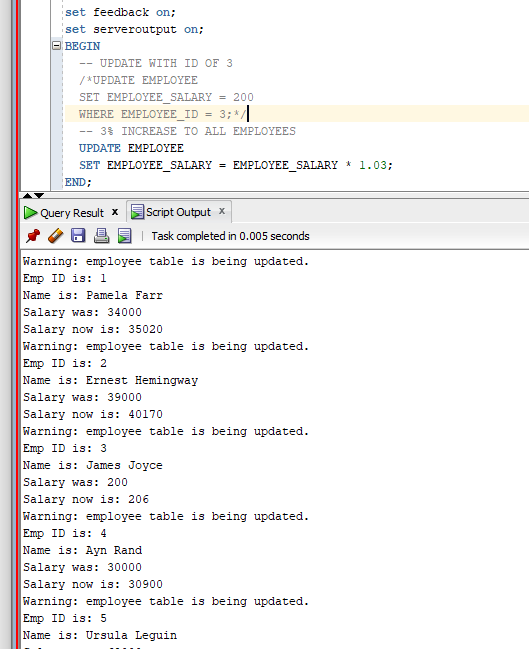 set feedback on;
set serveroutput on;
BEGIN
-- UPDATE WITH ID OF 3
/*UPDATE EMPLOYEE
SET EMPLOYEE_SALARY = 200
WHERE EMPLOYEE_ID = 3;*/
-- 3% INCREASE TO ALL EMPLOYEES
UPDATE EMPLOYEE
SET EMPLOYEE_SALARY = EMPLOYEE_SALARY * 1.03;
END;
Query Result x Script Output x
Task completed in 0.005 seconds
Warning: employee table is being updated.
Emp ID is: 1
Name is: Pamela Farr
Salary was: 34000
Salary now is: 35020
Warning: employee table is being updated.
Emp ID is: 2
Name is: Ernest Hemingway
Salary was: 39000
Salary now is: 40170
Warning: employee table is being updated.
Emp ID is: 3
Name is: James Joyce
Salary was: 200
Salary now is: 206
Warning: employee table is being updated.
Emp ID is: 4
Name is: Ayn Rand
Salary was: 30000
Salary now is: 30900
Warning: employee table is being updated.
Emp ID is: 5
Name is: Ursula Leguin